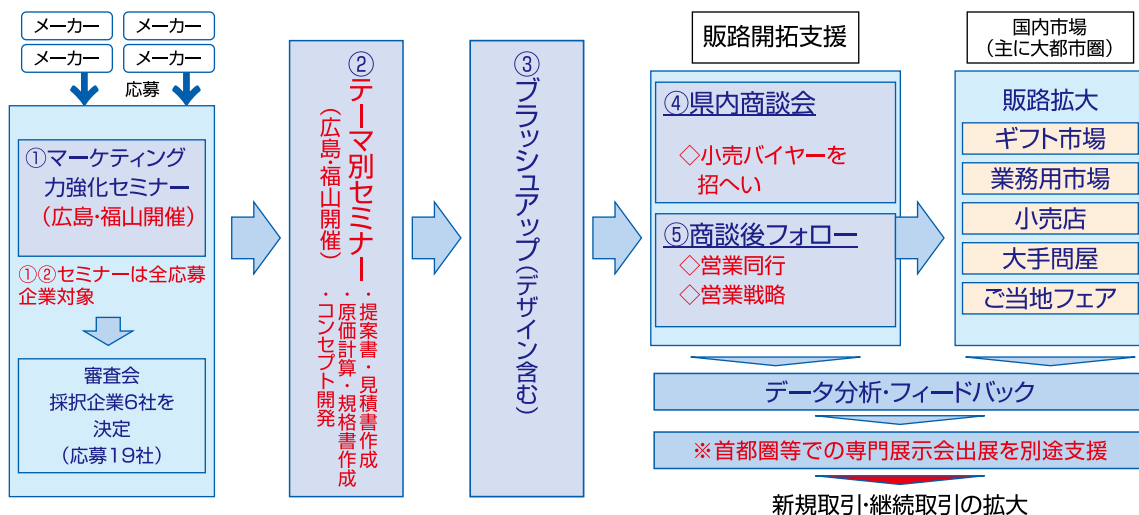 メーカー
メーカー
メーカー
メーカー
応募
①マーケティング
力強化セミナー
(広島・福山開催)
①②セミナーは全応募
企業対象
審査会
採択企業6社を
決定
(応募19社)
②テーマ別セミナー
(広島・福山開催)
・提案書・見積書作成
・原価計算・規格書作成
・コンセプト開発
③ブラッシュアップ(デザイン含む)
販路開拓支援
④県内商談会
◇小売バイヤーを
招へい
⑤商談後フォロー
◇営業同行
◇営業戦略
国内市場
(主に大都市圏)
販路拡大
ギフト市場
業務用市場
小売店
大手問屋
ご当地フェア
データ分析・フィードバック
※首都圏等での専門展示会出展を別途支援
新規取引・継続取引の拡大